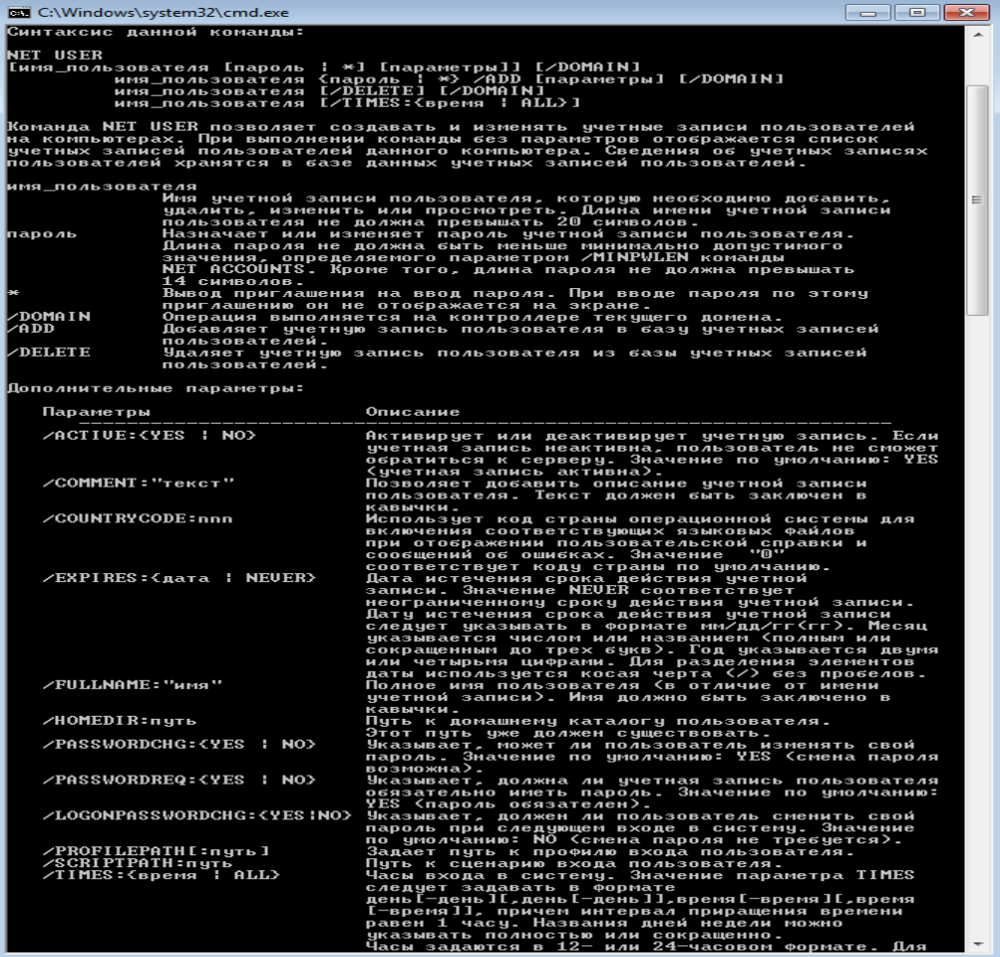 C:\Windows\system32\cmd.exe
Синтаксис данной команды:
NET USER
[имя_пользователя [пароль | *] [параметры]] [/DOMAIN]
имя_пользователя {пароль | *} /ADD [параметры] [/DOMAIN]
имя_пользователя [/DELETE] [/DOMAIN]
имя_пользователя [/TIMES:{время | ALL}]
Команда NET USER позволяет создавать и изменять учетные записи пользователей
на компьютерах. При выполнении команды без параметров отображается список
учетных записей пользователей данного компьютера. Сведения об учетных записях
пользователей хранятся в базе данных учетных записей пользователей.
имя_пользователя
Имя учетной записи пользователя, которую необходимо добавить,
удалить, изменить или просмотреть. Длина имени учетной записи
пользователя не должна превышать 20 символов.
пароль Назначает или изменяет пароль учетной записи пользователя.
Длина пароля не должна быть меньше минимально допустимого
значения, определяемого параметром /MINPWLEN команды
NET ACCOUNTS. Кроме того, длина пароля не должна превышать
14 символов.
* Вывод приглашения на ввод пароля. При вводе пароля по этому
приглашению он не отображается на экране.
/DOMAIN Операция выполняется на контроллере текущего домена.
/ADD Добавляет учетную запись пользователя в базу учетных записей
пользователей.
/DELETE Удаляет учетную запись пользователя из базы учетных записей
пользователей.
Дополнительные параметры:
Параметры Описание
/ACTIVE:{YES | NO} Активирует или деактивирует учетную запись. Если
учетная запись неактивна, пользователь не сможет
обратиться к серверу. Значение по умолчанию: YES
(учетная запись активна).
/COMMENT:"текст" Позволяет добавить описание учетной записи
пользователя. Текст должен быть заключен в
кавычки.
/COUNTRYCODE:nnn Использует код страны операционной системы для
включения соответствующих языковых файлов
при отображении пользовательской справки и
сообщений об ошибках. Значение "0"
соответствует коду страны по умолчанию.
/EXPIRES:{дата | NEVER} Дата истечения срока действия учетной
записи. Значение NEVER соответствует
неограниченному сроку действия учетной записи.
Дату истечения срока действия учетной записи
следует указывать в формате мм/дд/гг(гг). Месяц
указывается числом или названием (полным или
сокращенным до трех букв). Год указывается двумя
или четырьмя цифрами. Для разделения элементов
даты используется косая черта (/) без пробелов.
/FULLNAME:"имя" Полное имя пользователя (в отличие от имени
учетной записи). Имя должно быть заключено в
кавычки.
/HOMEDIR:путь Путь к домашнему каталогу пользователя.
Этот путь уже должен существовать.
/PASSWORDCHG:{YES | NO} Указывает, может ли пользователь изменять свой
пароль. Значение по умолчанию: YES (смена пароля
возможна).
/PASSWORDREQ:{YES | NO} Указывает, должна ли учетная запись пользователя
обязательно иметь пароль. Значение по умолчанию:
YES (пароль обязателен).
/LOGONPASSWORDCHG:{YES|NO} Указывает, должен ли пользователь сменить свой
пароль при следующем входе в систему. Значение
по умолчанию: NO (смена пароля не требуется).
/PROFILEPATH[:путь] Задает путь к профилю входа пользователя.
/SCRIPTPATH:путь Путь к сценарию входа пользователя.
/TIMES:{время | ALL} Часы входа в систему. Значение параметра TIMES
следует задавать в формате
день[-день][,день[-день]],время[-время][,время
[-время]], причем интервал приращения времени
равен 1 часу. Названия дней недели можно
указывать полностью или сокращенно.
Часы задаются в 12- или 24-часовом формате. Для